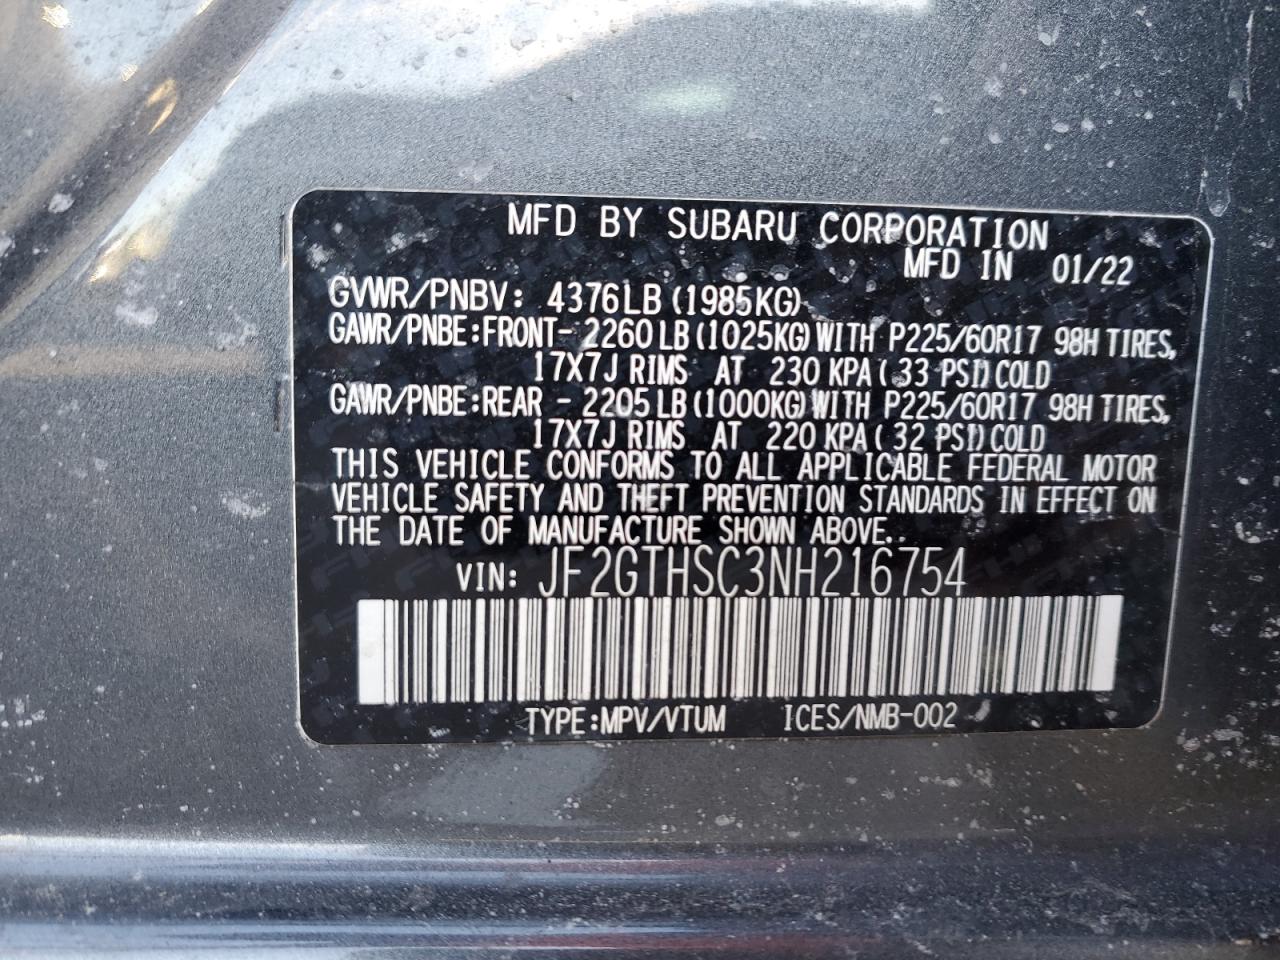 MFD BY SUBARU CORPORATION
MFD IN 01/22
GVWR/PNBV: 4376LB (1985KG)
GAWR/PNBE:FRONT- 2260LB (1025KG) WITH P225/60R17 98H TIRES,
17X7J RIMS AT 230 KPA ( 33 PSI) COLD
GAWR/PNBE:REAR - 2205LB (1000KG) WITH P225/60R17 98H TIRES,
17X7J RIMS AT 220 KPA ( 32 PSI) COLD
THIS VEHICLE CONFORMS TO ALL APPLICABLE FEDERAL MOTOR
VEHICLE SAFETY AND THEFT PREVENTION STANDARDS IN EFFECT ON
THE DATE OF MANUFACTURE SHOWN ABOVE..
VIN: JF2GTHSC3NH216754
TYPE:MPV/VTUM ICES/NMB-002